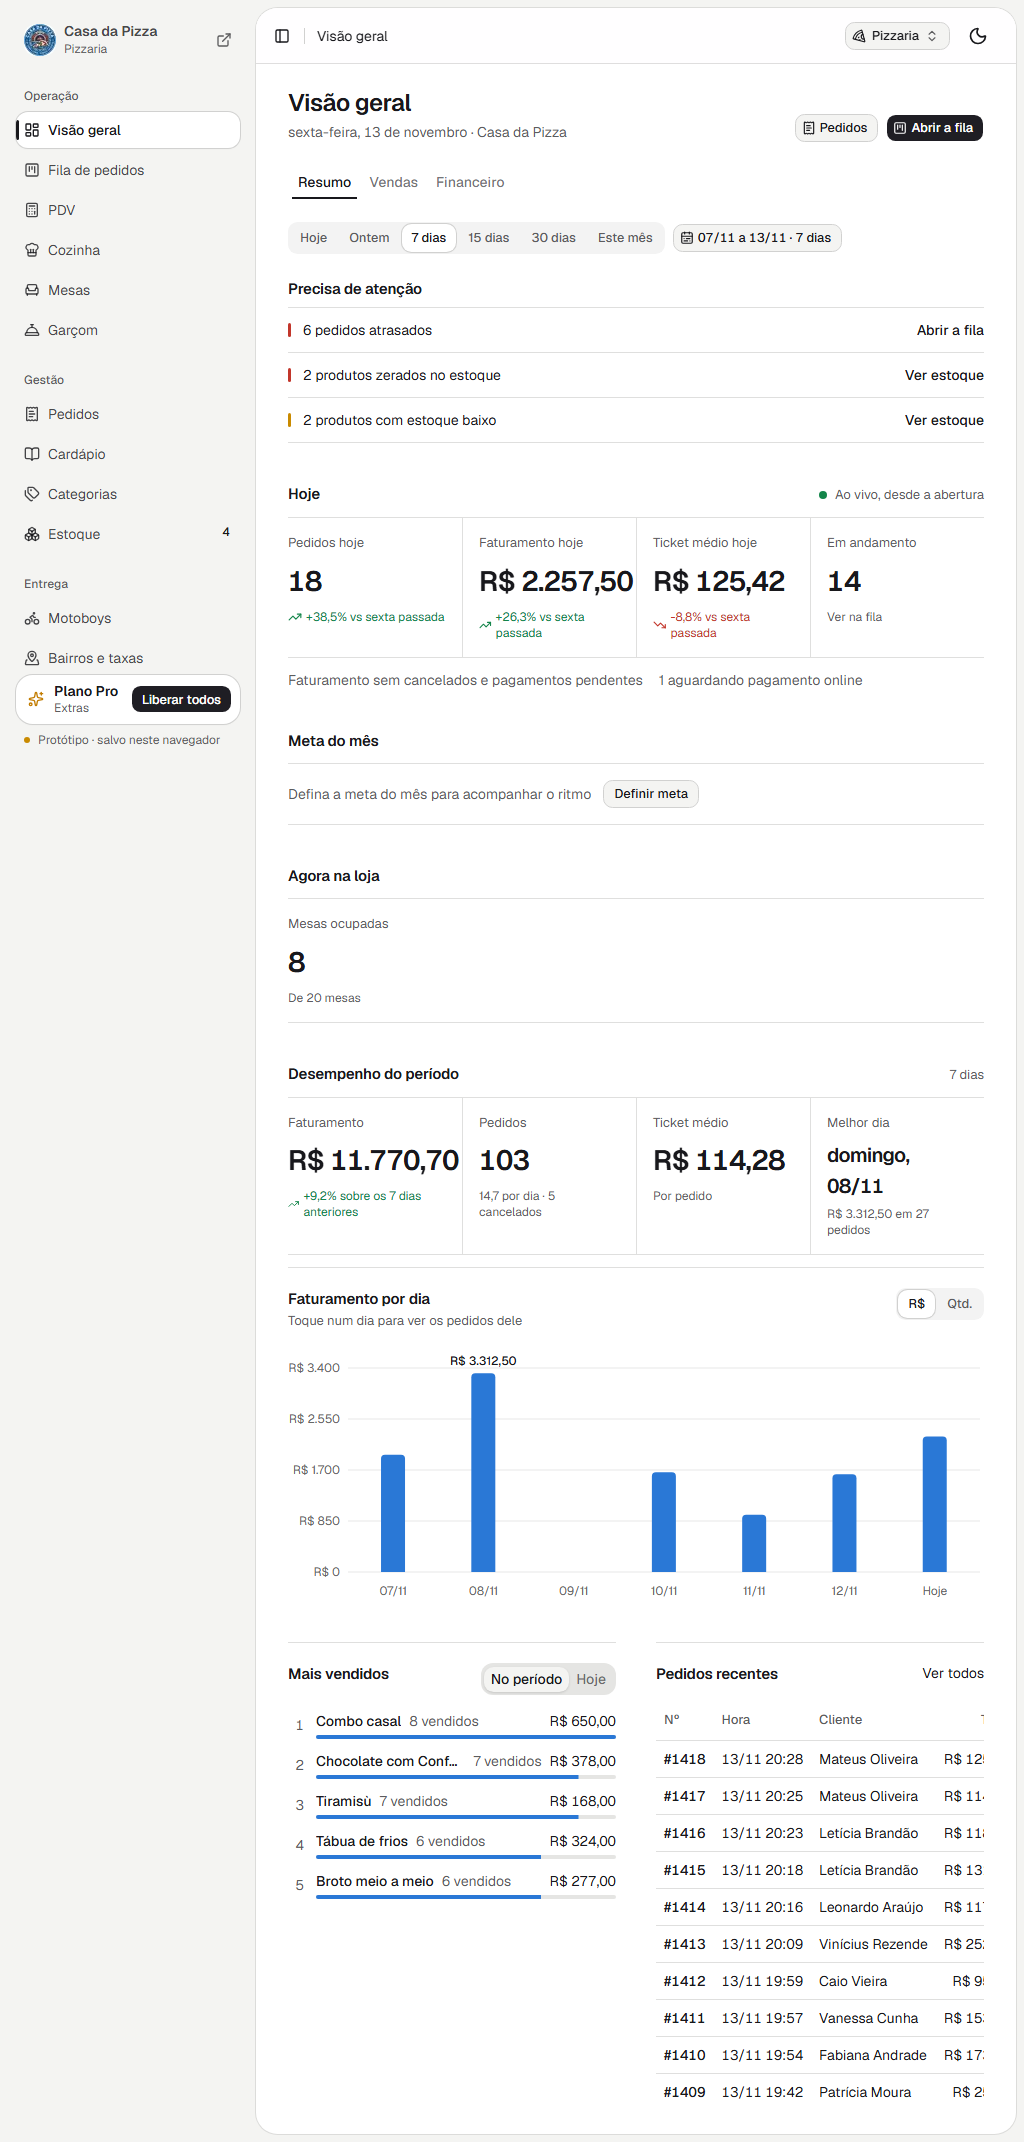 Casa da Pizza
Pizzaria
Operação
Visão geral
Fila de pedidos
PDV
Cozinha
Mesas
Garçom
Gestão
Pedidos
Cardápio
Categorias
Estoque 4
Entrega
Motoboys
Bairros e taxas
Plano Pro
Extras
Liberar todos
Protótipo · salvo neste navegador
Visão geral
Pizzaria
Visão geral
sexta-feira, 13 de novembro · Casa da Pizza
Pedidos
Abrir a fila
Resumo Vendas Financeiro
Hoje Ontem 7 dias 15 dias 30 dias Este mês
07/11 a 13/11 · 7 dias
Precisa de atenção
6 pedidos atrasados Abrir a fila
2 produtos zerados no estoque Ver estoque
2 produtos com estoque baixo Ver estoque
Hoje Ao vivo, desde a abertura
Pedidos hoje
18
+38,5% vs sexta passada
Faturamento hoje
R$ 2.257,50
+26,3% vs sexta
passada
Ticket médio hoje
R$ 125,42
-8,8% vs sexta
passada
Em andamento
14
Ver na fila
Faturamento sem cancelados e pagamentos pendentes 1 aguardando pagamento online
Meta do mês
Defina a meta do mês para acompanhar o ritmo Definir meta
Agora na loja
Mesas ocupadas
8
De 20 mesas
Desempenho do período 7 dias
Faturamento
R$ 11.770,70
+9,2% sobre os 7 dias
anteriores
Pedidos
103
14,7 por dia · 5
cancelados
Ticket médio
R$ 114,28
Por pedido
Melhor dia
domingo,
08/11
R$ 3.312,50 em 27
pedidos
Faturamento por dia
Toque num dia para ver os pedidos dele
R$ Qtd.
R$ 3.312,50
R$ 3.400
R$ 2.550
R$ 1.700
R$ 850
R$ 0
07/11 08/11 09/11 10/11 11/11 12/11 Hoje
Mais vendidos
No período Hoje
1 Combo casal 8 vendidos R$ 650,00
2 Chocolate com Conf... 7 vendidos R$ 378,00
3 Tiramisù 7 vendidos R$ 168,00
4 Tábua de frios 6 vendidos R$ 324,00
5 Broto meio a meio 6 vendidos R$ 277,00
Pedidos recentes Ver todos
Nº Hora Cliente
#1418 13/11 20:28 Mateus Oliveira R$
#1417 13/11 20:25 Mateus Oliveira R$
#1416 13/11 20:23 Letícia Brandão R$
#1415 13/11 20:18 Letícia Brandão R$
#1414 13/11 20:16 Leonardo Araújo R$
#1413 13/11 20:09 Vinícius Rezende R$
#1412 13/11 19:59 Caio Vieira R$
#1411 13/11 19:57 Vanessa Cunha R$
#1410 13/11 19:54 Fabiana Andrade R$
#1409 13/11 19:42 Patrícia Moura R$